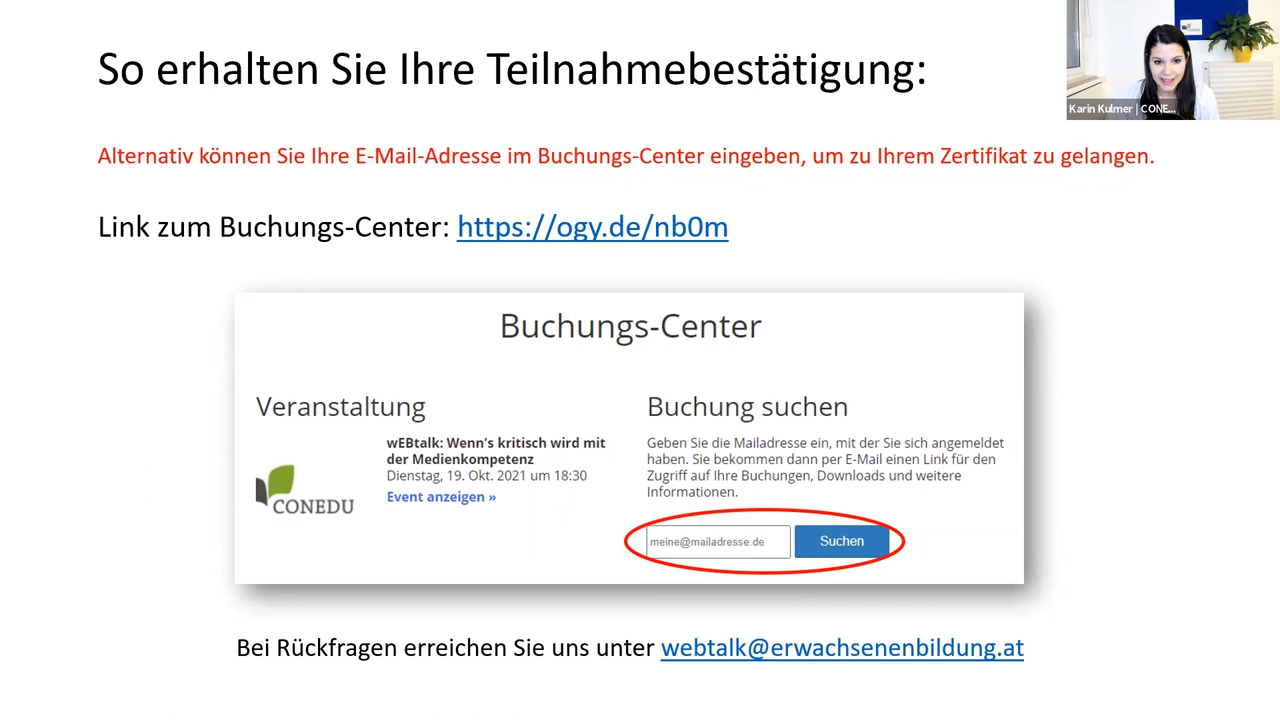 So erhalten Sie Ihre Teilnahmebestätigung:
Karin Kulmer | CONE...
Alternativ können Sie Ihre E-Mail-Adresse im Buchungs-Center eingeben, um zu Ihrem Zertifikat zu gelangen.
Link zum Buchungs-Center: https://ogy.de/nb0m
Buchungs-Center
Veranstaltung
CONEDU
wEBtalk: Wenn's kritisch wird mit
der Medienkompetenz
Dienstag, 19. Okt. 2021 um 18:30
Event anzeigen »
Buchung suchen
Geben Sie die Mailadresse ein, mit der Sie sich angemeldet
haben. Sie bekommen dann per E-Mail einen Link für den
Zugriff auf Ihre Buchungen, Downloads und weitere
Informationen.
meine@mailadresse.de
Suchen
Bei Rückfragen erreichen Sie uns unter webtalk@erwachsenenbildung.at